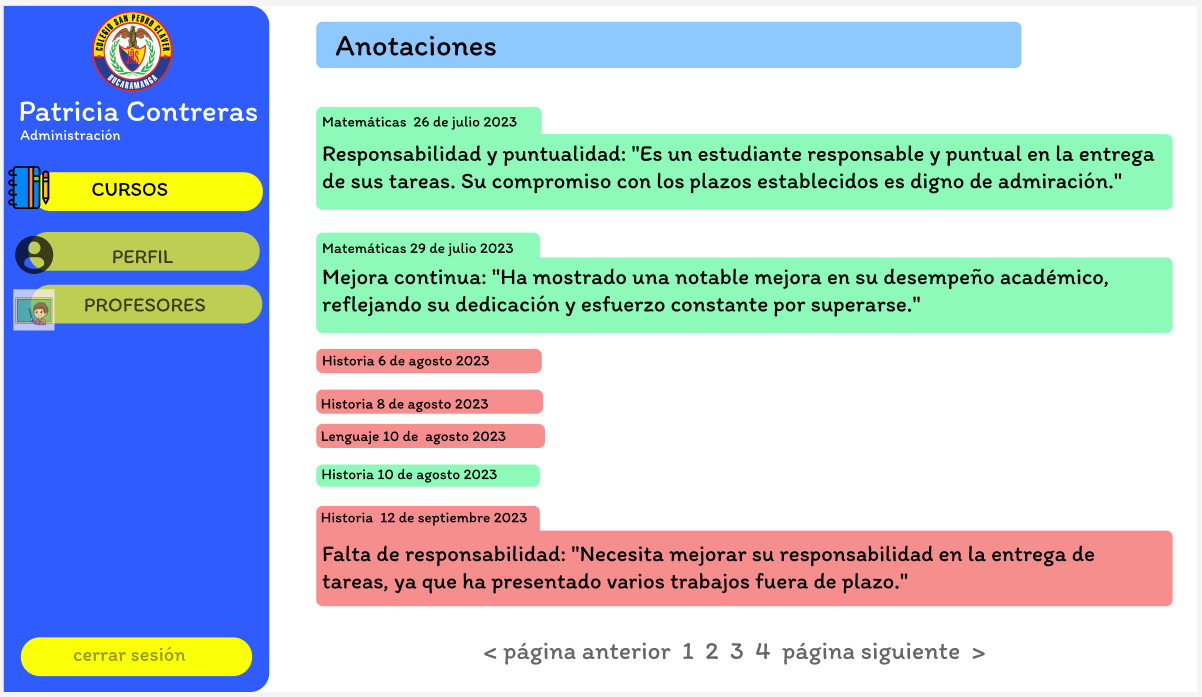 COLEGIO SAN PEDRO CLAVER
BUCARAMANGA
Patricia Contreras
Administración
CURSOS
PERFIL
PROFESORES
cerrar sesión
Anotaciones
Matemáticas 26 de julio 2023
Responsabilidad y puntualidad: "Es un estudiante responsable y puntual en la entrega
de sus tareas. Su compromiso con los plazos establecidos es digno de admiración."
Matemáticas 29 de julio 2023
Mejora continua: "Ha mostrado una notable mejora en su desempeño académico,
reflejando su dedicación y esfuerzo constante por superarse."
Historia 6 de agosto 2023
Historia 8 de agosto 2023
Lenguaje 10 de agosto 2023
Historia 10 de agosto 2023
Historia 12 de septiembre 2023
Falta de responsabilidad: "Necesita mejorar su responsabilidad en la entrega de
tareas, ya que ha presentado varios trabajos fuera de plazo."
< página anterior 1 2 3 4 página siguiente >